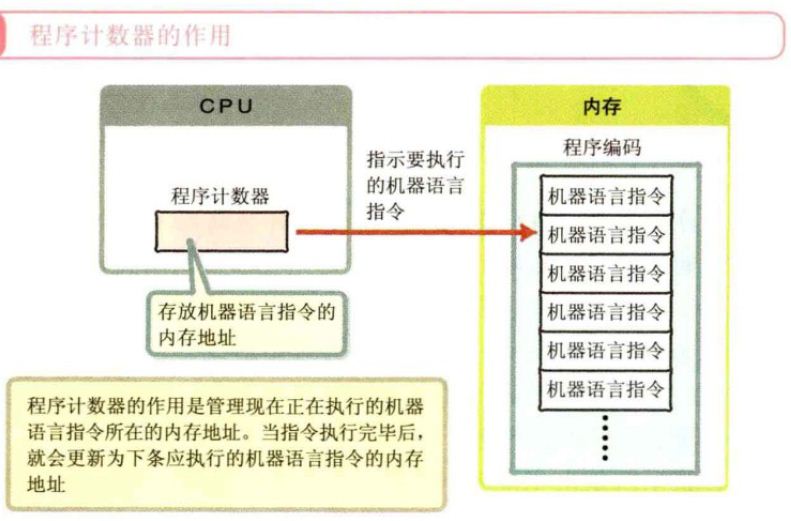 程序计数器的作用
CPU
程序计数器
存放机器语言指令的
内存地址
指示要执行
的机器语言
指令
内存
程序编码
机器语言指令
机器语言指令
机器语言指令
机器语言指令
机器语言指令
机器语言指令
程序计数器的作用是管理现在正在执行的机器
语言指令所在的内存地址。当指令执行完毕后，
就会更新为下条应执行的机器语言指令的内存
地址